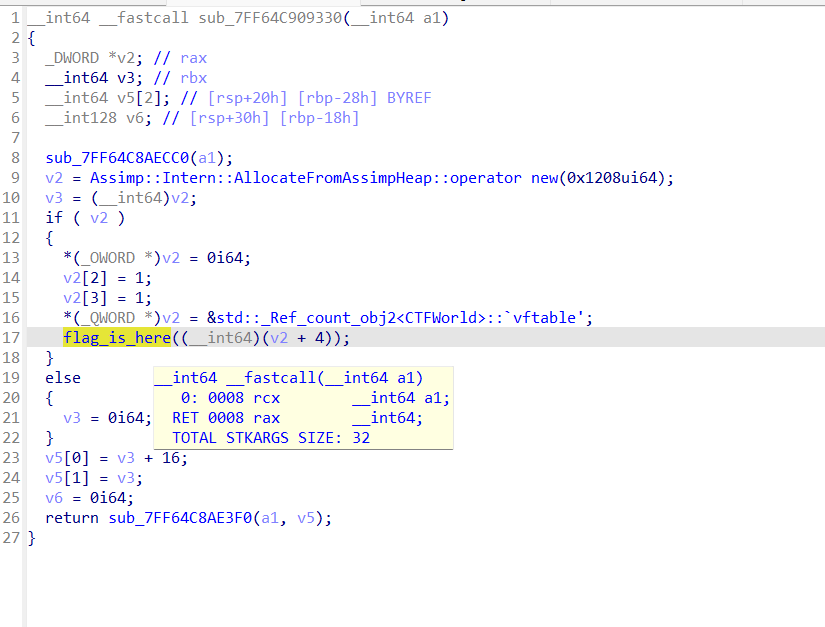 1 __int64 __fastcall sub_7FF64C909330(__int64 a1)
2 {
3 _DWORD *v2; // rax
4 __int64 v3; // rbx
5 __int64 v5[2]; // [rsp+20h] [rbp-28h] BYREF
6 __int128 v6; // [rsp+30h] [rbp-18h]
7
8 sub_7FF64C8AECC0(a1);
9 v2 = Assimp::Intern::AllocateFromAssimpHeap::operator new(0x1208ui64);
10 v3 = (__int64)v2;
11 if ( v2 )
12 {
13 *(_OWORD *)v2 = 0i64;
14 v2[2] = 1;
15 v2[3] = 1;
16 *(_QWORD *)v2 = &std::_Ref_count_obj2<CTFWorld>::`vftable';
17 flag_is_here((__int64)(v2 + 4));
18 }
19 else
20 {
21 v3 = 0i64;
22 }
23 v5[0] = v3 + 16;
24 v5[1] = v3;
25 v6 = 0i64;
26 return sub_7FF64C8AE3F0(a1, v5);
27 }
__int64 __fastcall(__int64 a1)
0: 0008 rcx __int64 a1;
RET 0008 rax __int64;
TOTAL STKARGS SIZE: 32